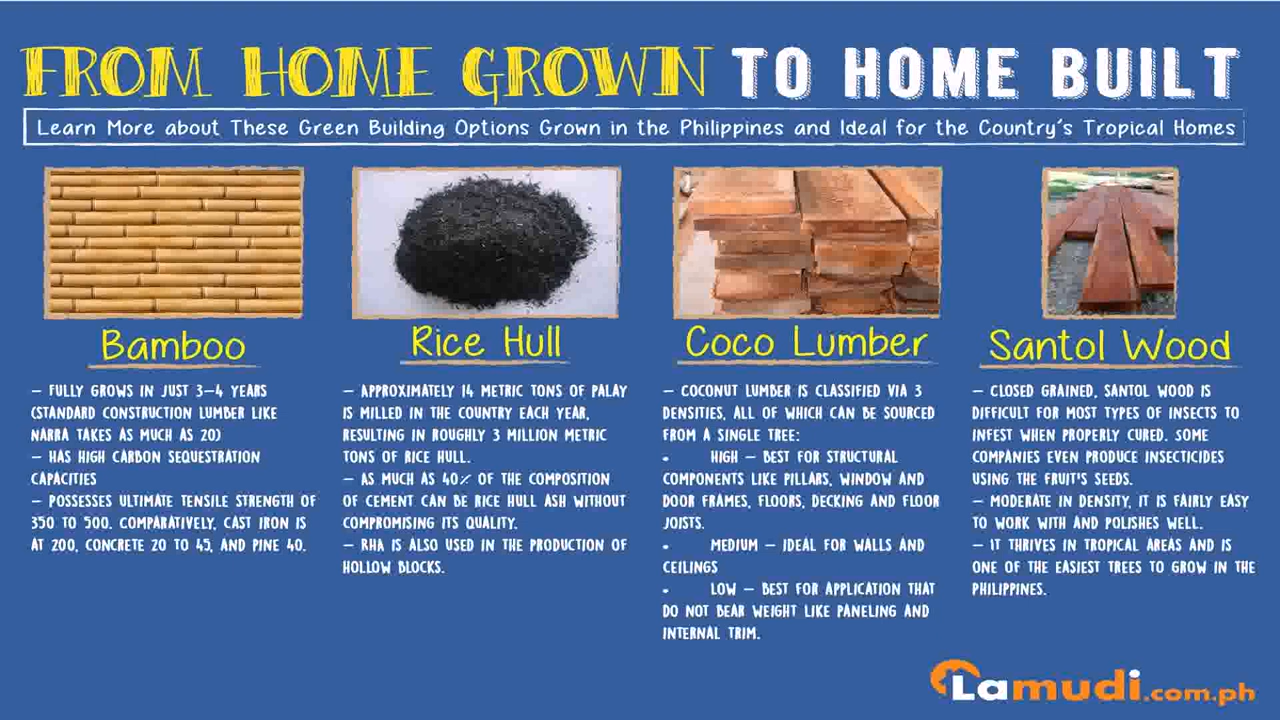 FROM HOME GROWN TO HOME BUILT
Learn More about These Green Building Options Grown in the Philippines and Ideal for the Country's Tropical Homes
Bamboo
– FULLY GROWS IN JUST 3–4 YEARS
(STANDARD CONSTRUCTION LUMBER LIKE
NARRA TAKES AS MUCH AS 20)
– HAS HIGH CARBON SEQUESTRATION
CAPACITIES
– POSSESSES ULTIMATE TENSILE STRENGTH OF
350 TO 500. COMPARATIVELY, CAST IRON IS
AT 200, CONCRETE 20 TO 45, AND PINE 40.
Rice Hull
– APPROXIMATELY 14 METRIC TONS OF PALAY
IS MILLED IN THE COUNTRY EACH YEAR,
RESULTING IN ROUGHLY 3 MILLION METRIC
TONS OF RICE HULL.
– AS MUCH AS 40% OF THE COMPOSITION
OF CEMENT CAN BE RICE HULL ASH WITHOUT
COMPROMISING ITS QUALITY.
– RHA IS ALSO USED IN THE PRODUCTION OF
HOLLOW BLOCKS.
Coco Lumber
– COCONUT LUMBER IS CLASSIFIED VIA 3
DENSITIES, ALL OF WHICH CAN BE SOURCED
FROM A SINGLE TREE:
• HIGH – BEST FOR STRUCTURAL
COMPONENTS LIKE PILLARS, WINDOW AND
DOOR FRAMES, FLOORS, DECKING AND FLOOR
JOISTS.
• MEDIUM – IDEAL FOR WALLS AND
CEILINGS
• LOW – BEST FOR APPLICATION THAT
DO NOT BEAR WEIGHT LIKE PANELING AND
INTERNAL TRIM.
Santol Wood
– CLOSED GRAINED, SANTOL WOOD IS
DIFFICULT FOR MOST TYPES OF INSECTS TO
INFEST WHEN PROPERLY CURED. SOME
COMPANIES EVEN PRODUCE INSECTICIDES
USING THE FRUIT'S SEEDS.
– MODERATE IN DENSITY, IT IS FAIRLY EASY
TO WORK WITH AND POLISHES WELL.
– IT THRIVES IN TROPICAL AREAS AND IS
ONE OF THE EASIEST TREES TO GROW IN THE
PHILIPPINES.
Lamudi.com.ph